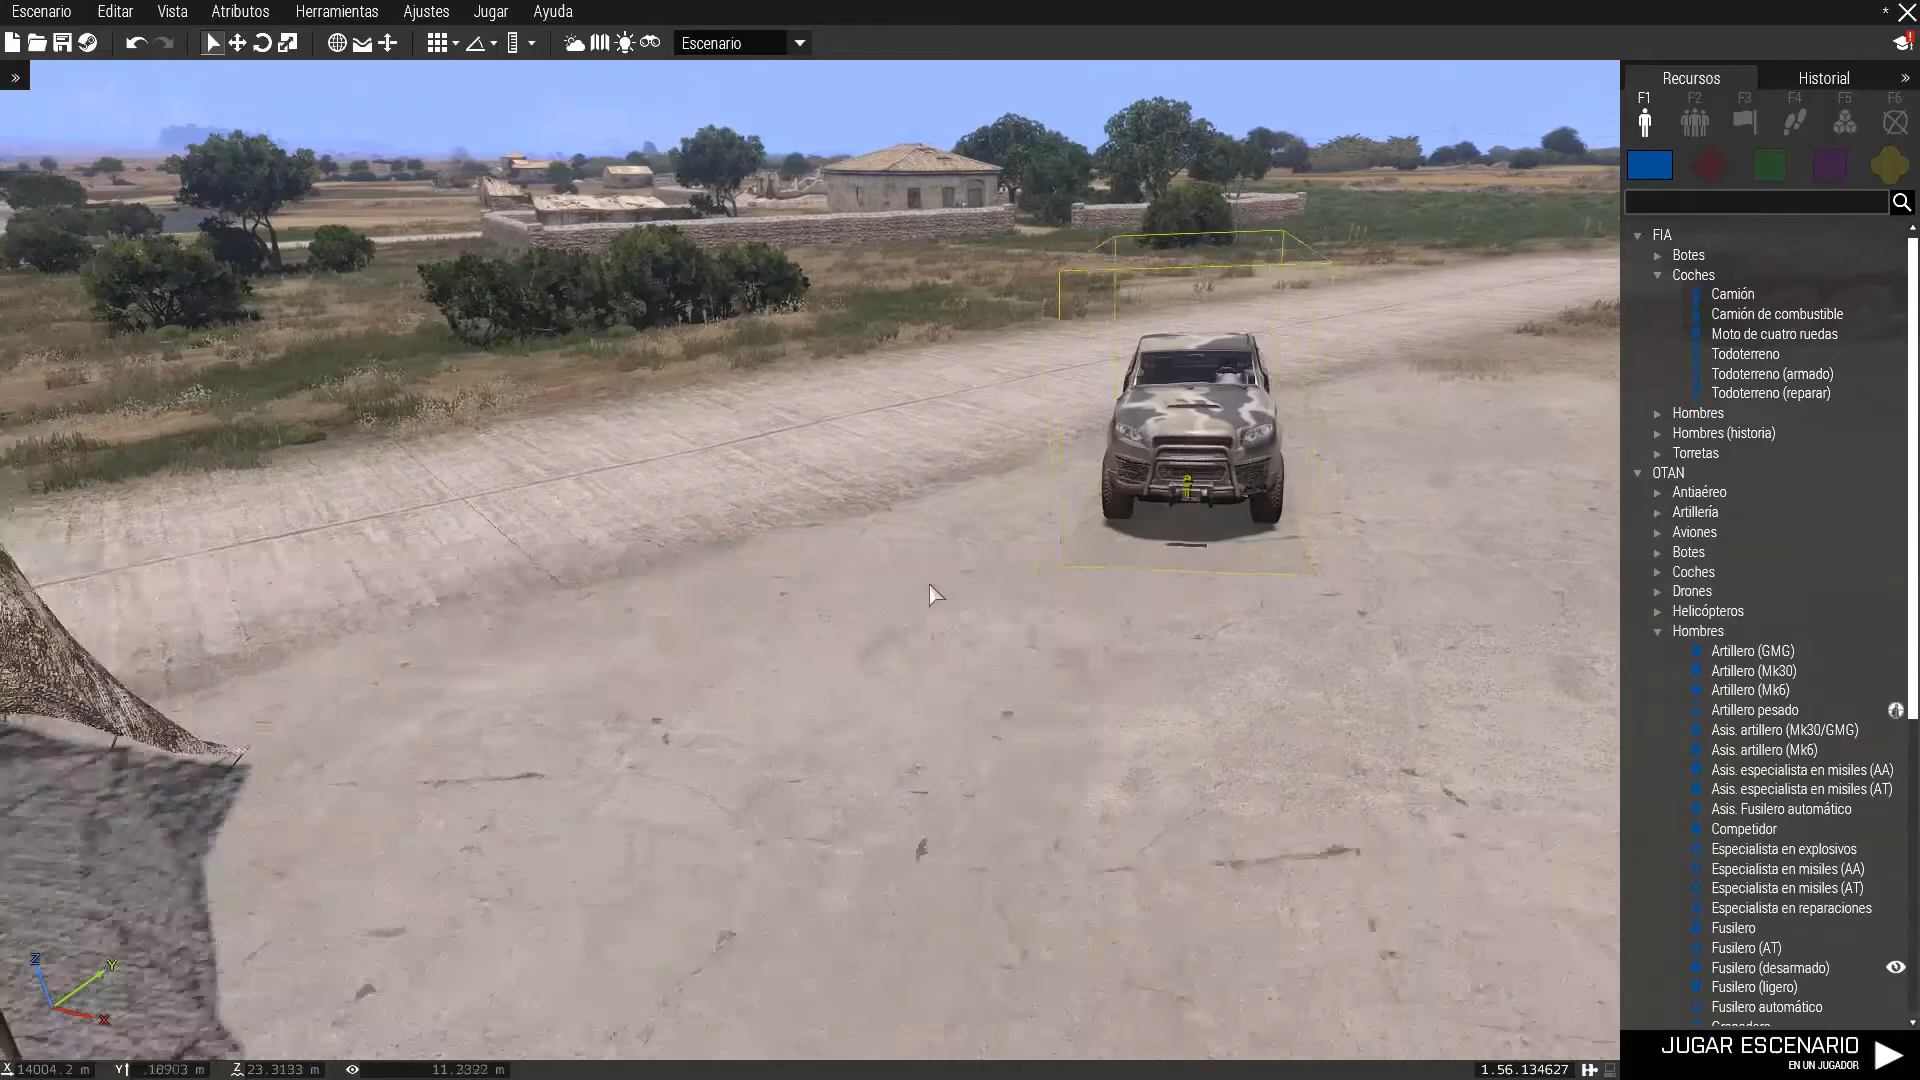 Escenario Editar Vista Atributos Herramientas Ajustes Jugar Ayuda *
Escenario
Recursos Historial
F1 F2 F3 F4 F5 F6
FIA
Botes
Coches
Camión
Camión de combustible
Moto de cuatro ruedas
Todoterreno
Todoterreno (armado)
Todoterreno (reparar)
Hombres
Hombres (historia)
Torretas
OTAN
Antiaéreo
Artillería
Aviones
Botes
Coches
Drones
Helicópteros
Hombres
Artillero (GMG)
Artillero (Mk30)
Artillero (Mk6)
Artillero pesado
Asis. artillero (Mk30/GMG)
Asis. artillero (Mk6)
Asis. especialista en misiles (AA)
Asis. especialista en misiles (AT)
Asis. Fusilero automático
Competidor
Especialista en explosivos
Especialista en misiles (AA)
Especialista en misiles (AT)
Especialista en reparaciones
Fusilero
Fusilero (AT)
Fusilero (desarmado)
Fusilero (ligero)
Fusilero automático
Z Y X
JUGAR ESCENARIO
EN UN JUGADOR
X 14004.2 m Y 18903 m Z 23.3133 m 11.2322 m 1.56.134627